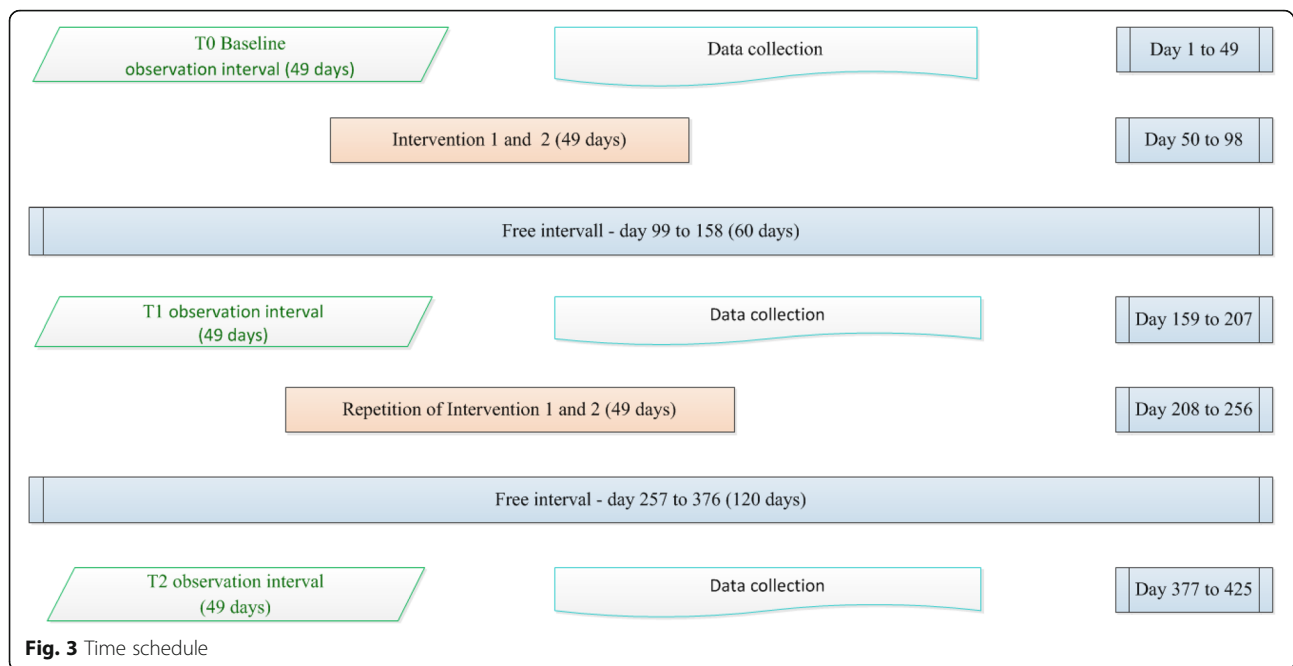 T0 Baseline
observation interval (49 days)
Data collection
Day 1 to 49
Intervention 1 and 2 (49 days)
Day 50 to 98
Free intervall - day 99 to 158 (60 days)
T1 observation interval
(49 days)
Data collection
Day 159 to 207
Repetition of Intervention 1 and 2 (49 days)
Day 208 to 256
Free interval - day 257 to 376 (120 days)
T2 observation interval
(49 days)
Data collection
Day 377 to 425
Fig. 3 Time schedule